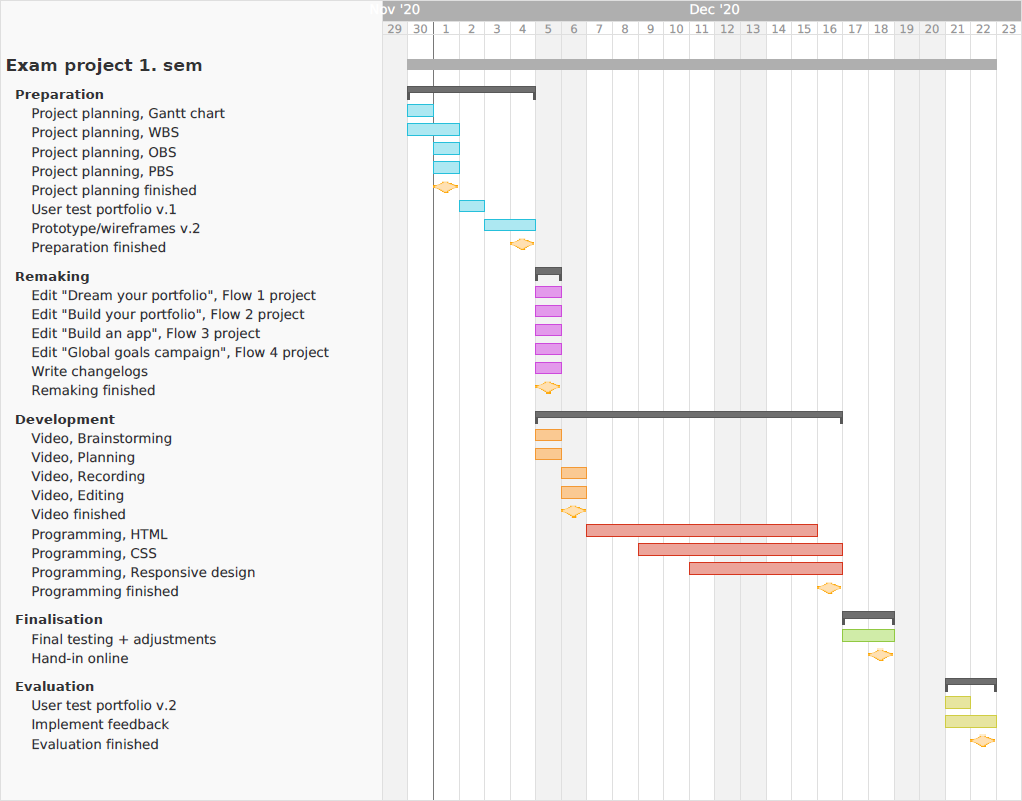 ov '20 Dec '20
29 30 1 2 3 4 5 6 7 8 9 10 11 12 13 14 15 16 17 18 19 20 21 22 23
Exam project 1. sem
Preparation
Project planning, Gantt chart
Project planning, WBS
Project planning, OBS
Project planning, PBS
Project planning finished
User test portfolio v.1
Prototype/wireframes v.2
Preparation finished
Remaking
Edit "Dream your portfolio", Flow 1 project
Edit "Build your portfolio", Flow 2 project
Edit "Build an app", Flow 3 project
Edit "Global goals campaign", Flow 4 project
Write changelogs
Remaking finished
Development
Video, Brainstorming
Video, Planning
Video, Recording
Video, Editing
Video finished
Programming, HTML
Programming, CSS
Programming, Responsive design
Programming finished
Finalisation
Final testing + adjustments
Hand-in online
Evaluation
User test portfolio v.2
Implement feedback
Evaluation finished